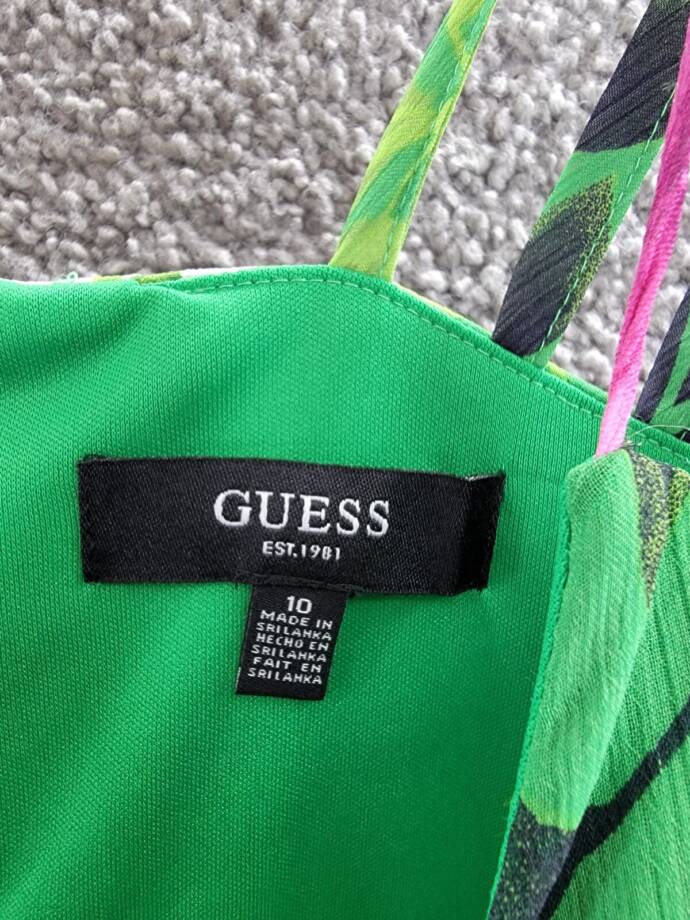 GUESS
EST.1981
10
MADE IN
SRI LANKA
HECHO EN
SRI LANKA
FAIT EN
SRI LANKA